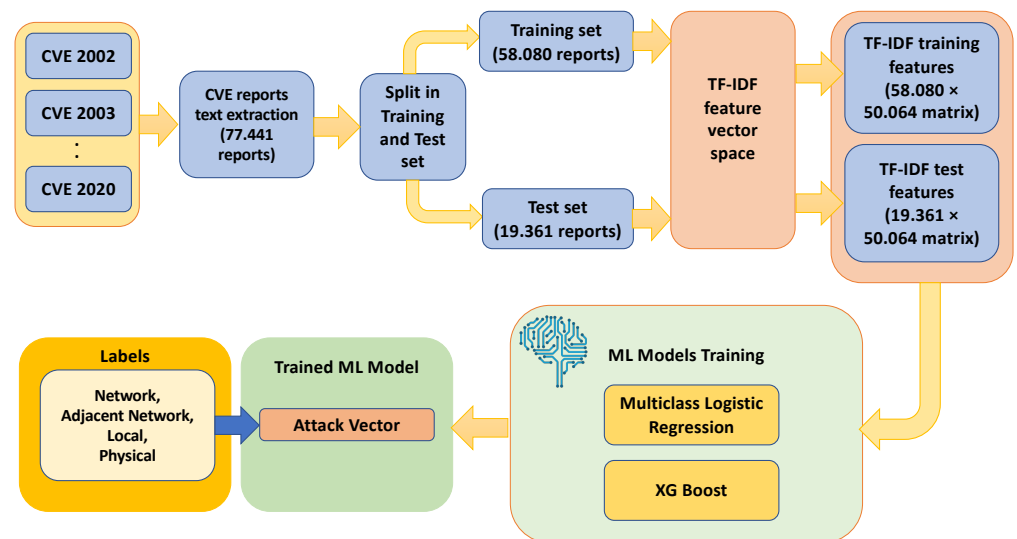 CVE 2002
CVE 2003
:
CVE 2020
CVE reports
text extraction
(77.441
reports)
Split in
Training
and Test
set
Training set
(58.080 reports)
Test set
(19.361 reports)
TF-IDF
feature
vector
space
TF-IDF training
features
(58.080 ×
50.064 matrix)
TF-IDF test
features
(19.361 ×
50.064 matrix)
Labels
Network,
Adjacent Network,
Local,
Physical
Trained ML Model
Attack Vector
ML Models Training
Multiclass Logistic
Regression
XG Boost